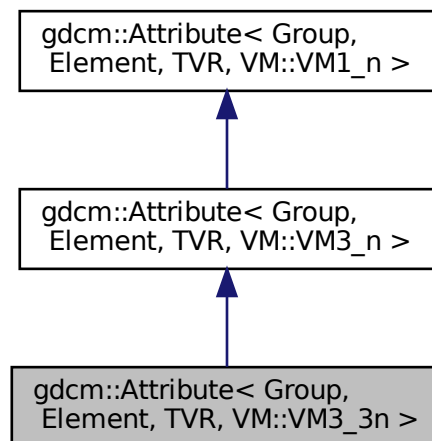 gdcm::Attribute< Group,
Element, TVR, VM::VM1_n >
gdcm::Attribute< Group,
Element, TVR, VM::VM3_n >
gdcm::Attribute< Group,
Element, TVR, VM::VM3_3n >